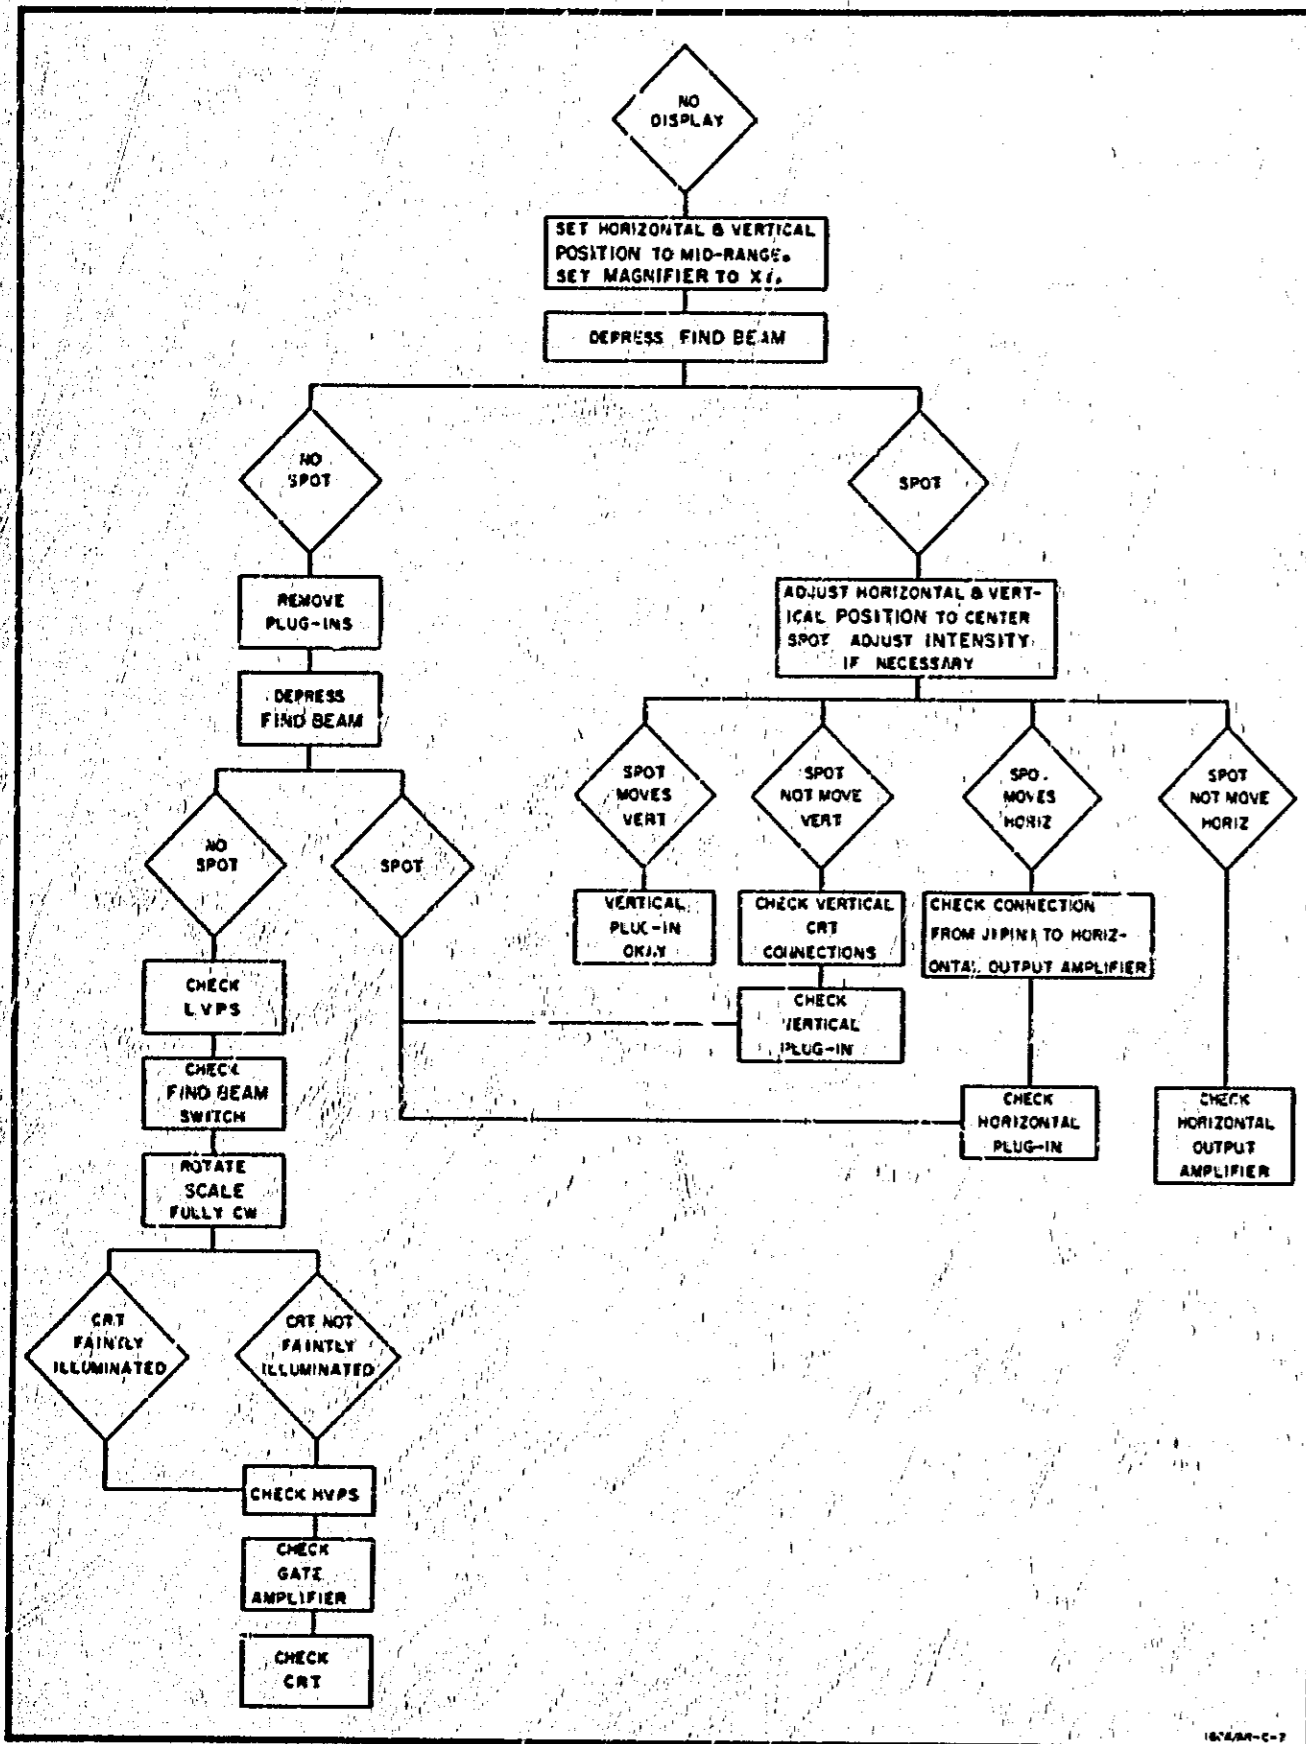 NO
DISPLAY
SET HORIZONTAL & VERTICAL
POSITION TO MID-RANGE.
SET MAGNIFIER TO X1.
DEPRESS FIND BEAM
NO
SPOT
SPOT
REMOVE
PLUG-INS
ADJUST HORIZONTAL & VERT-
ICAL POSITION TO CENTER
SPOT ADJUST INTENSITY
IF NECESSARY
DEPRESS
FIND BEAM
SPOT
MOVES
VERT
SPOT
NOT MOVE
VERT
SPO.
MOVES
HORIZ
SPOT
NOT MOVE
HORIZ
NO
SPOT
SPOT
VERTICAL
PLUG-IN
OKAY
CHECK VERTICAL
CRT
CONNECTIONS
CHECK CONNECTION
FROM J1PIN1 TO HORIZ-
ONTAL OUTPUT AMPLIFIER
CHECK
LVPS
CHECK
VERTICAL
PLUG-IN
CHECK
FIND BEAM
SWITCH
CHECK
HORIZONTAL
PLUG-IN
CHECK
HORIZONTAL
OUTPUT
AMPLIFIER
ROTATE
SCALE
FULLY CW
CRT
FAINTLY
ILLUMINATED
CRT NOT
FAINTLY
ILLUMINATED
CHECK HVPS
CHECK
GATE
AMPLIFIER
CHECK
CRT